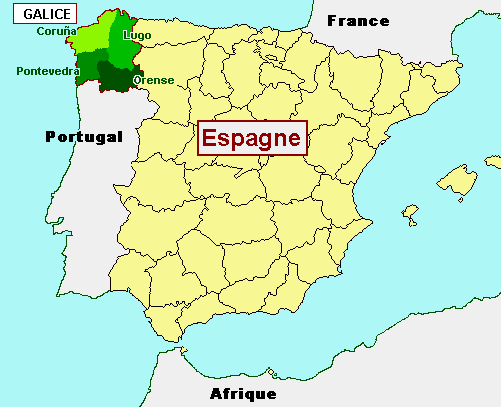 GALICE
France
Coruña
Lugo
Pontevedra
Orense
Portugal
Espagne
Afrique